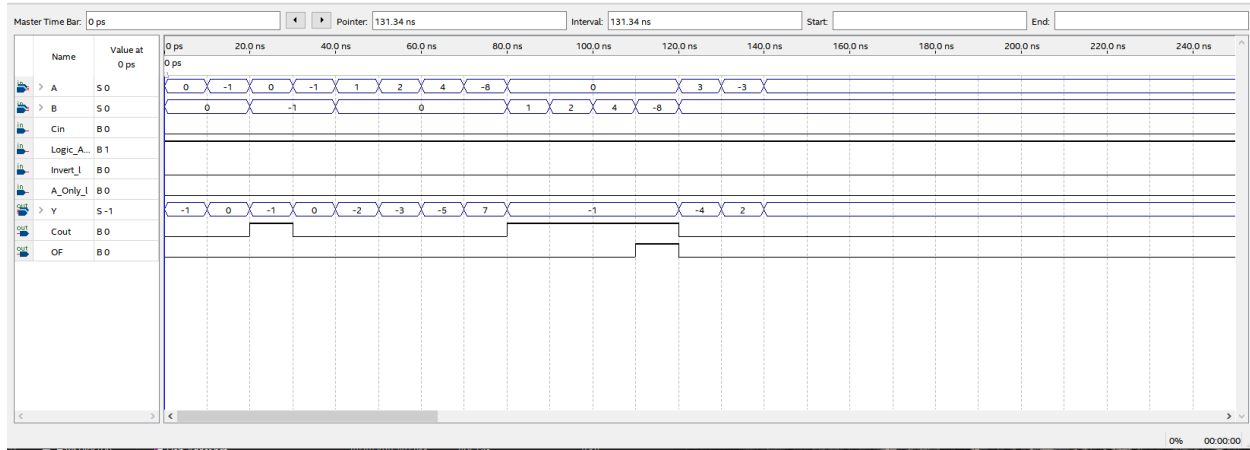 Master Time Bar: 0 ps Pointer: 131.34 ns Interval: 131.34 ns Start: End:
Name Value at 0 ps
0 ps 20.0 ns 40.0 ns 60.0 ns 80.0 ns 100.0 ns 120.0 ns 140.0 ns 160.0 ns 180.0 ns 200.0 ns 220.0 ns 240.0 ns
0 ps
A S 0 0 -1 0 -1 1 2 4 -8 0 3 -3
B S 0 0 -1 0 1 2 4 -8
Cin B 0
Logic_A... B 1
Invert_l B 0
A_Only_l B 0
Y S -1 -1 0 -1 0 -2 -3 -5 7 -1 -4 2
Cout B 0
OF B 0
0% 00:00:00